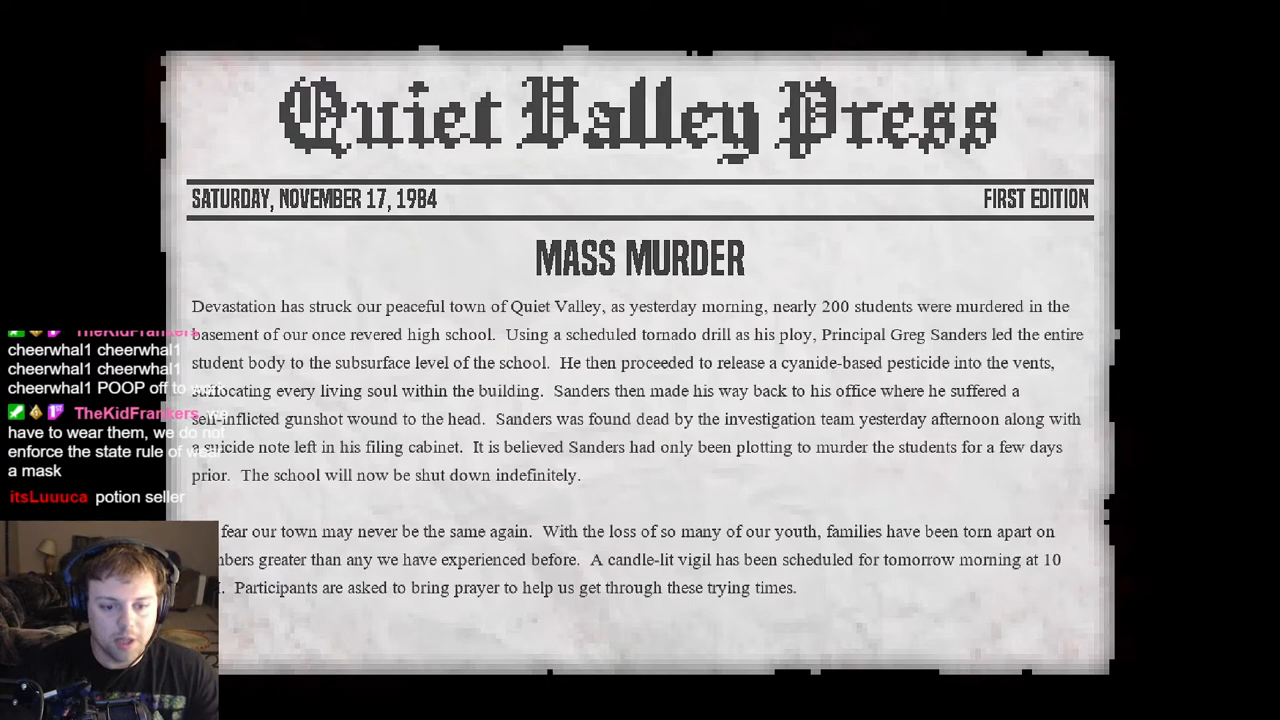 Quiet Valley Press
SATURDAY, NOVEMBER 17, 1984
FIRST EDITION
MASS MURDER
Devastation has struck our peaceful town of Quiet Valley, as yesterday morning, nearly 200 students were murdered in the
basement of our once revered high school. Using a scheduled tornado drill as his ploy, Principal Greg Sanders led the entire
student body to the subsurface level of the school. He then proceeded to release a cyanide-based pesticide into the vents,
suffocating every living soul within the building. Sanders then made his way back to his office where he suffered a
self-inflicted gunshot wound to the head. Sanders was found dead by the investigation team yesterday afternoon along with
a suicide note left in his filing cabinet. It is believed Sanders had only been plotting to murder the students for a few days
prior. The school will now be shut down indefinitely.
fear our town may never be the same again. With the loss of so many of our youth, families have been torn apart on
greater than any we have experienced before. A candle-lit vigil has been scheduled for tomorrow morning at 10
Participants are asked to bring prayer to help us get through these trying times.
TheKidFrankers
cheerwhal1 cheerwhal1
cheerwhal1 cheerwhal1
cheerwhal1 POOP off to work
TheKidFrankers we
have to wear them, we do not
enforce the state rule of wear
a mask
itsLuuuca potion seller